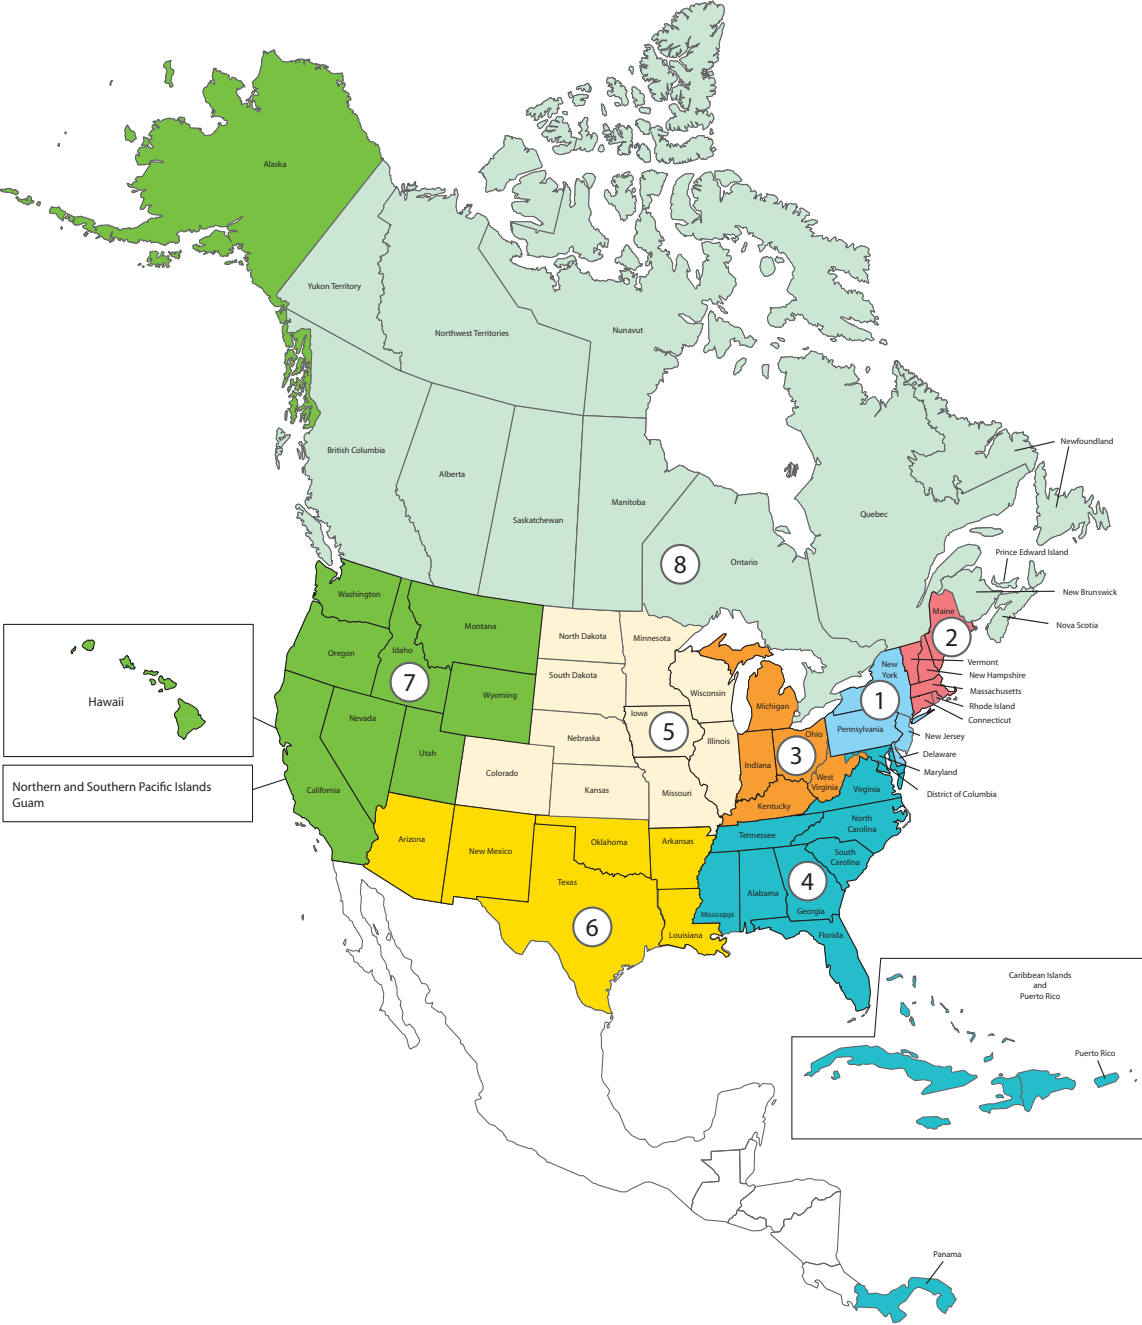 Alaska
Yukon Territory
Northwest Territories
Nunavut
British Columbia
Alberta
Saskatchewan
Manitoba
Ontario
8
Quebec
Newfoundland
Prince Edward Island
New Brunswick
Nova Scotia
Maine
2
Vermont
New Hampshire
Massachusetts
Rhode Island
Connecticut
New
York
1
Pennsylvania
New Jersey
Delaware
Maryland
District of Columbia
Washington
Oregon
Idaho
Montana
Wyoming
7
Nevada
Utah
California
Hawaii
Northern and Southern Pacific Islands
Guam
North Dakota
South Dakota
Minnesota
Wisconsin
Iowa
5
Illinois
Nebraska
Colorado
Kansas
Missouri
Michigan
Ohio
3
Indiana
West
Virginia
Kentucky
Virginia
North
Carolina
Tennessee
South
Carolina
4
Alabama
Georgia
Mississippi
Florida
Arizona
New Mexico
Oklahoma
Arkansas
Texas
6
Louisiana
Caribbean Islands
and
Puerto Rico
Puerto Rico
Panama